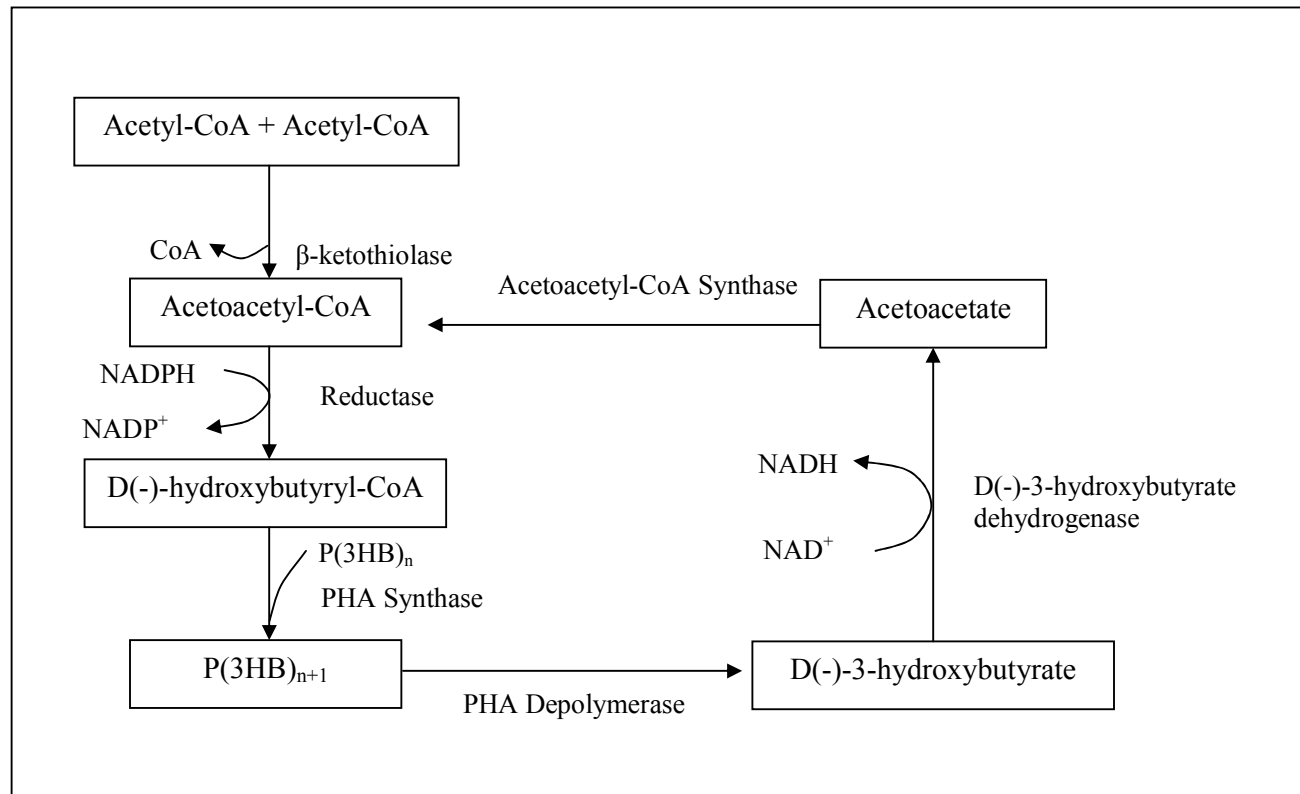 Acetyl-CoA + Acetyl-CoA
CoA
β-ketothiolase
Acetoacetyl-CoA
Acetoacetyl-CoA Synthase
Acetoacetate
NADPH
Reductase
NADP⁺
D(-)-hydroxybutyryl-CoA
NADH
D(-)-3-hydroxybutyrate
dehydrogenase
NAD⁺
P(3HB)ₙ
PHA Synthase
P(3HB)ₙ₊₁
PHA Depolymerase
D(-)-3-hydroxybutyrate